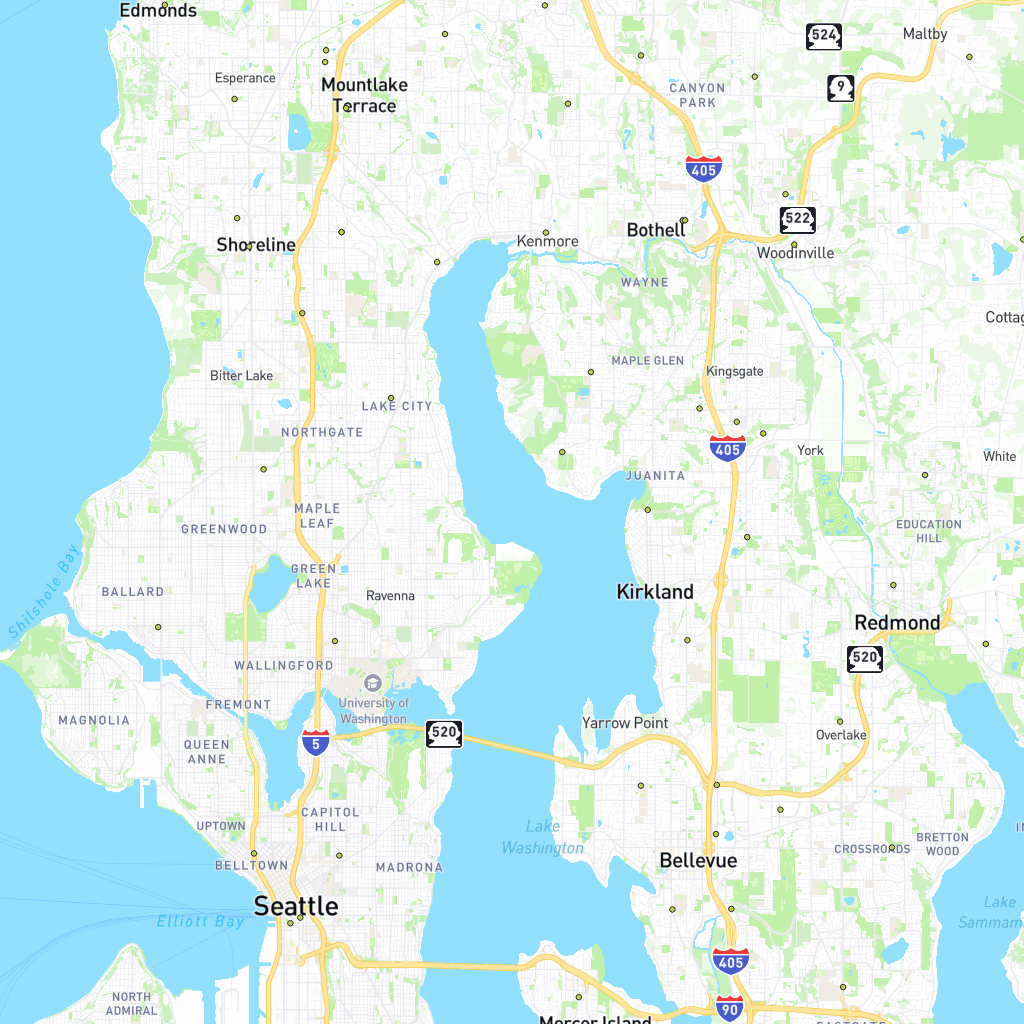 Edmonds
524
Maltby
Esperance
Mountlake
Terrace
CANYON
PARK
9
405
522
Bothell
Shoreline
Kenmore
Woodinville
WAYNE
Cottag
MAPLE GLEN
Bitter Lake
Kingsgate
LAKE CITY
NORTHGATE
405
York
White
JUANITA
MAPLE
LEAF
GREENWOOD
EDUCATION
HILL
Shilshole Bay
GREEN
LAKE
BALLARD
Ravenna
Kirkland
Redmond
520
WALLINGFORD
University of
Washington
FREMONT
MAGNOLIA
Yarrow Point
520
5
Overlake
QUEEN
ANNE
CAPITOL
HILL
UPTOWN
Lake
Washington
IN
BRETTON
WOOD
CROSSROADS
BELLTOWN
MADRONA
Bellevue
Seattle
Elliott Bay
Lake
Sammam
405
NORTH
ADMIRAL
90
Mercer Island
EASTGATE